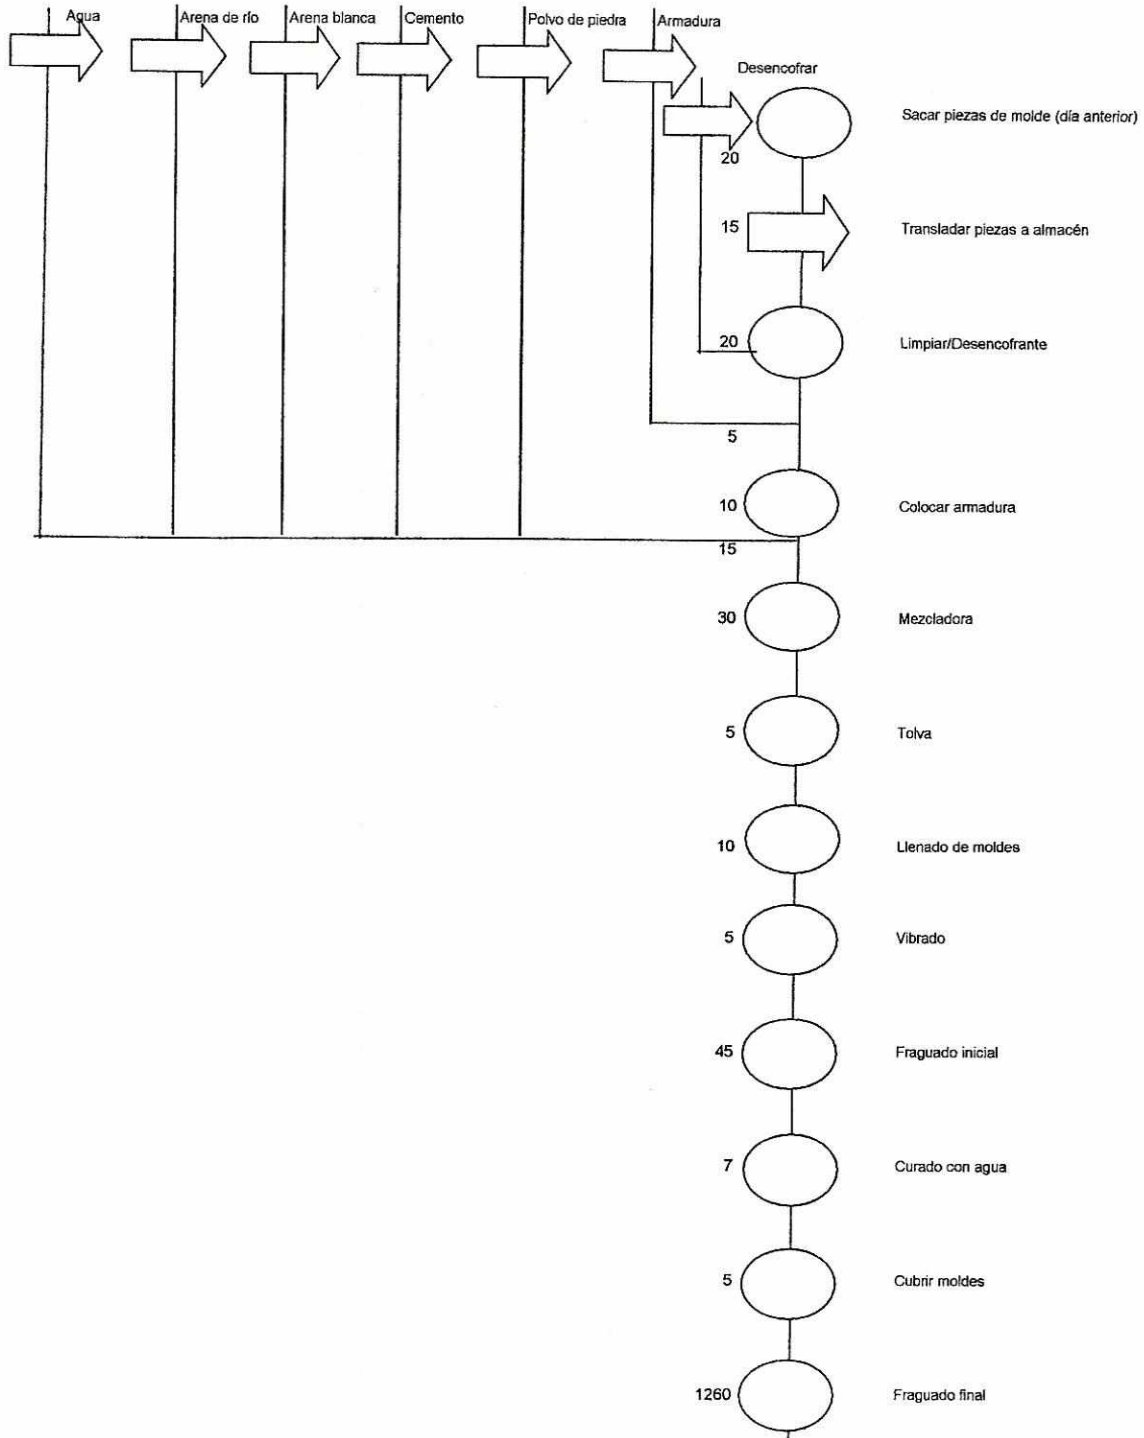 Agua Arena de río Arena blanca Cemento Polvo de piedra Armadura
Desencofrar
Sacar piezas de molde (día anterior)
20
15 Transladar piezas a almacén
20 Limpiar/Desencofrante
5
10 Colocar armadura
15
30 Mezcladora
5 Tolva
10 Llenado de moldes
5 Vibrado
45 Fraguado inicial
7 Curado con agua
5 Cubrir moldes
1260 Fraguado final